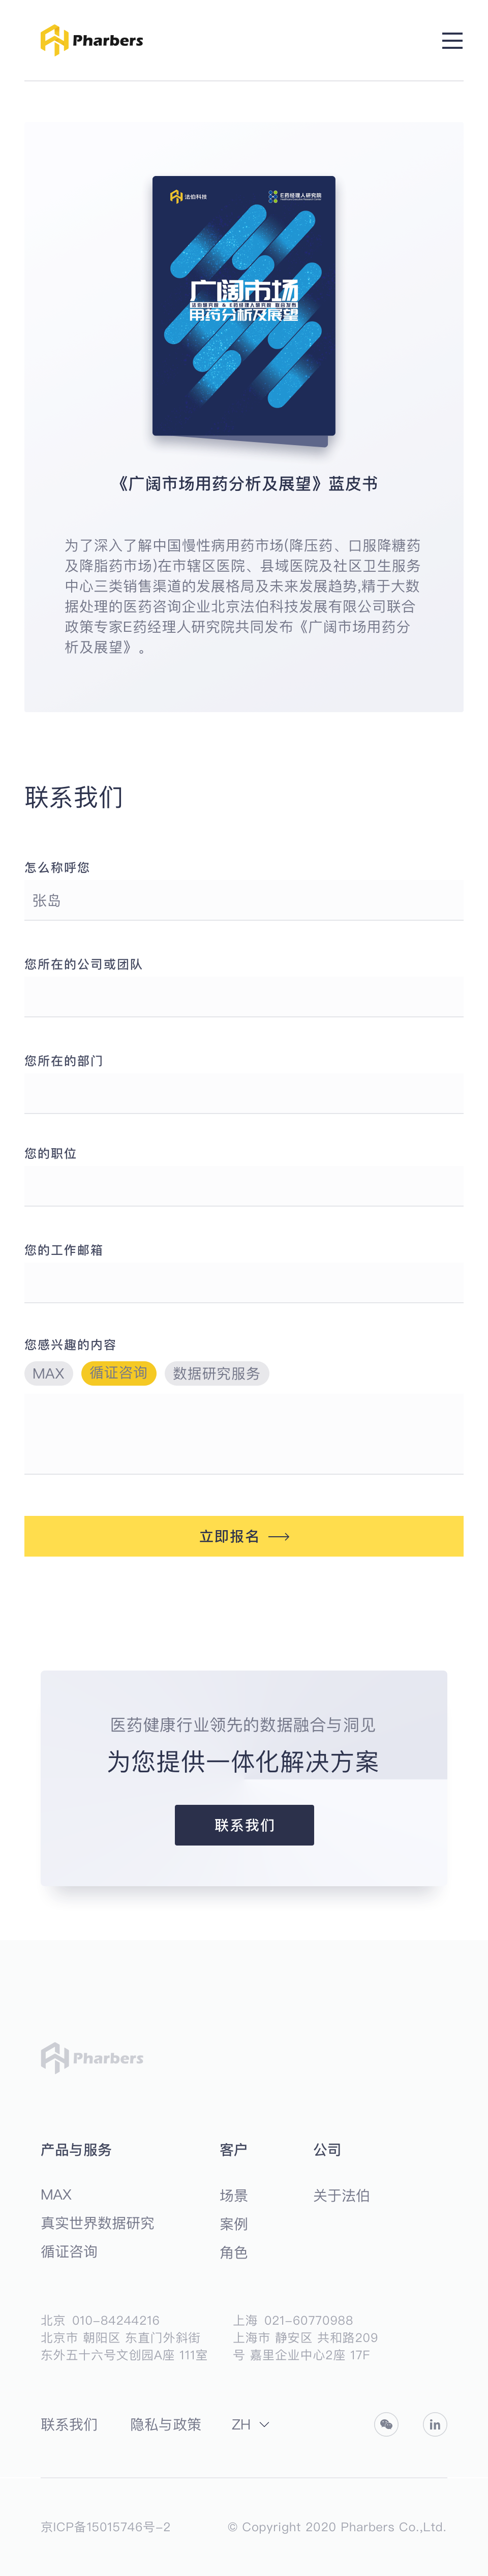 Pharbers
法伯科技
E药经理人研究院
广阔市场
法伯研究院 & E药经理人研究院 联合发布
用药分析及展望
《广阔市场用药分析及展望》蓝皮书
为了深入了解中国慢性病用药市场(降压药、口服降糖药
及降脂药市场)在市辖区医院、县域医院及社区卫生服务
中心三类销售渠道的发展格局及未来发展趋势,精于大数
据处理的医药咨询企业北京法伯科技发展有限公司联合
政策专家E药经理人研究院共同发布《广阔市场用药分
析及展望》。
联系我们
怎么称呼您
张岛
您所在的公司或团队
您所在的部门
您的职位
您的工作邮箱
您感兴趣的内容
MAX 循证咨询 数据研究服务
立即报名
医药健康行业领先的数据融合与洞见
为您提供一体化解决方案
联系我们
Pharbers
产品与服务 客户 公司
MAX 场景 关于法伯
真实世界数据研究 案例
循证咨询 角色
北京 010-84244216
北京市 朝阳区 东直门外斜街
东外五十六号文创园A座 111室
上海 021-60770988
上海市 静安区 共和路209
号 嘉里企业中心2座 17F
联系我们 隐私与政策 ZH
in
京ICP备15015746号-2 © Copyright 2020 Pharbers Co.,Ltd.